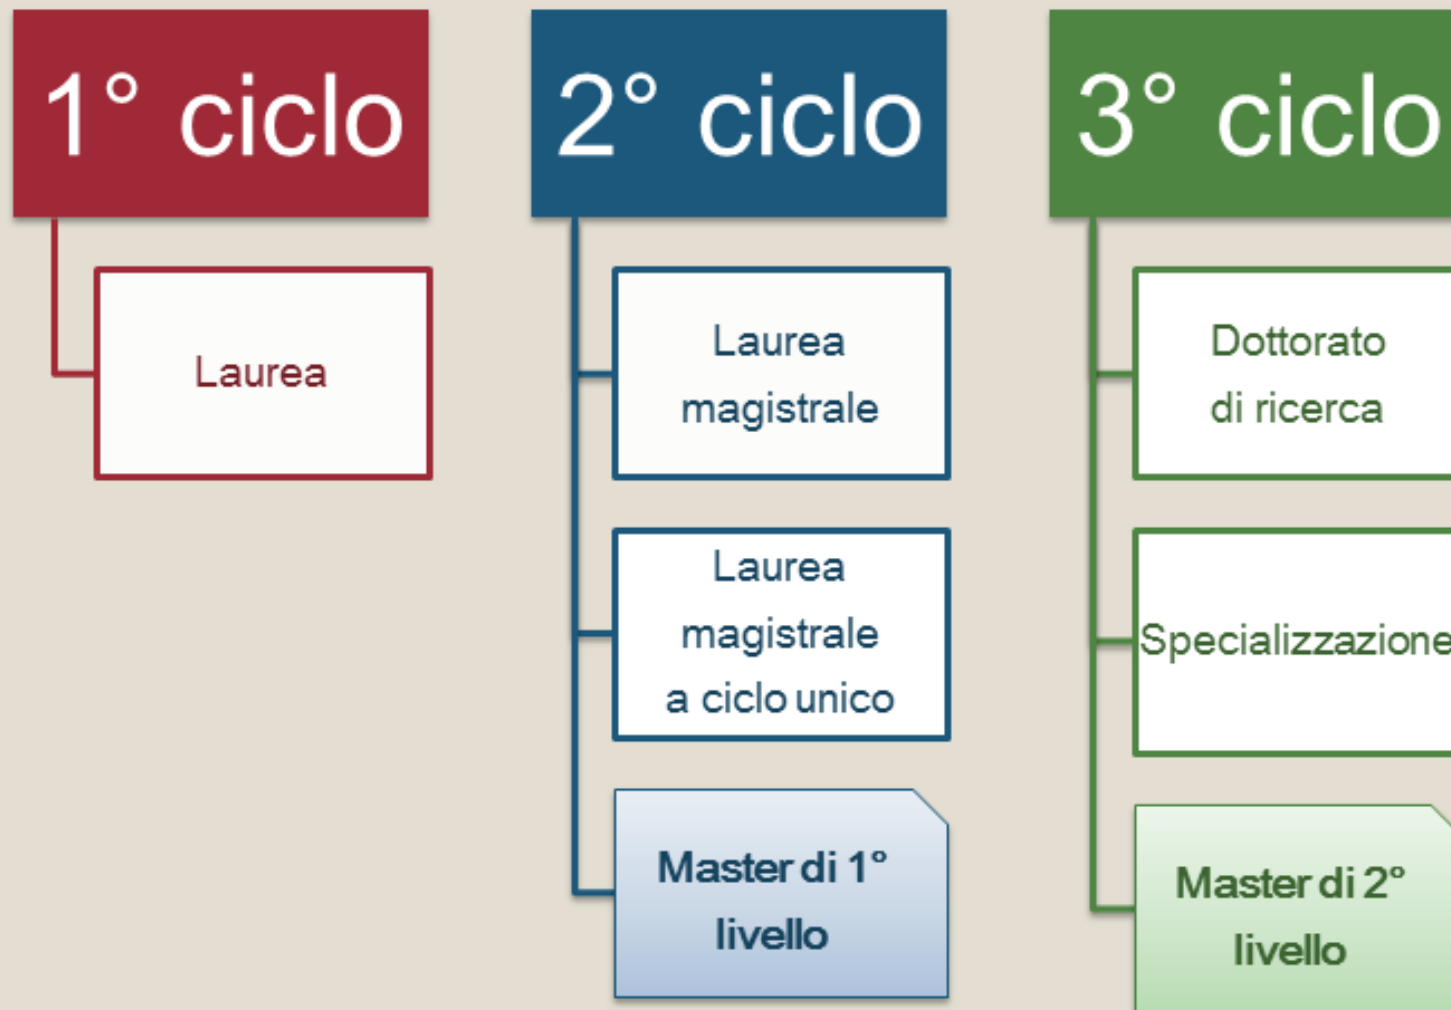 1° ciclo
Laurea
2° ciclo
Laurea
magistrale
Laurea
magistrale
a ciclo unico
Master di 1°
livello
3° ciclo
Dottorato
di ricerca
Specializzazione
Master di 2°
livello